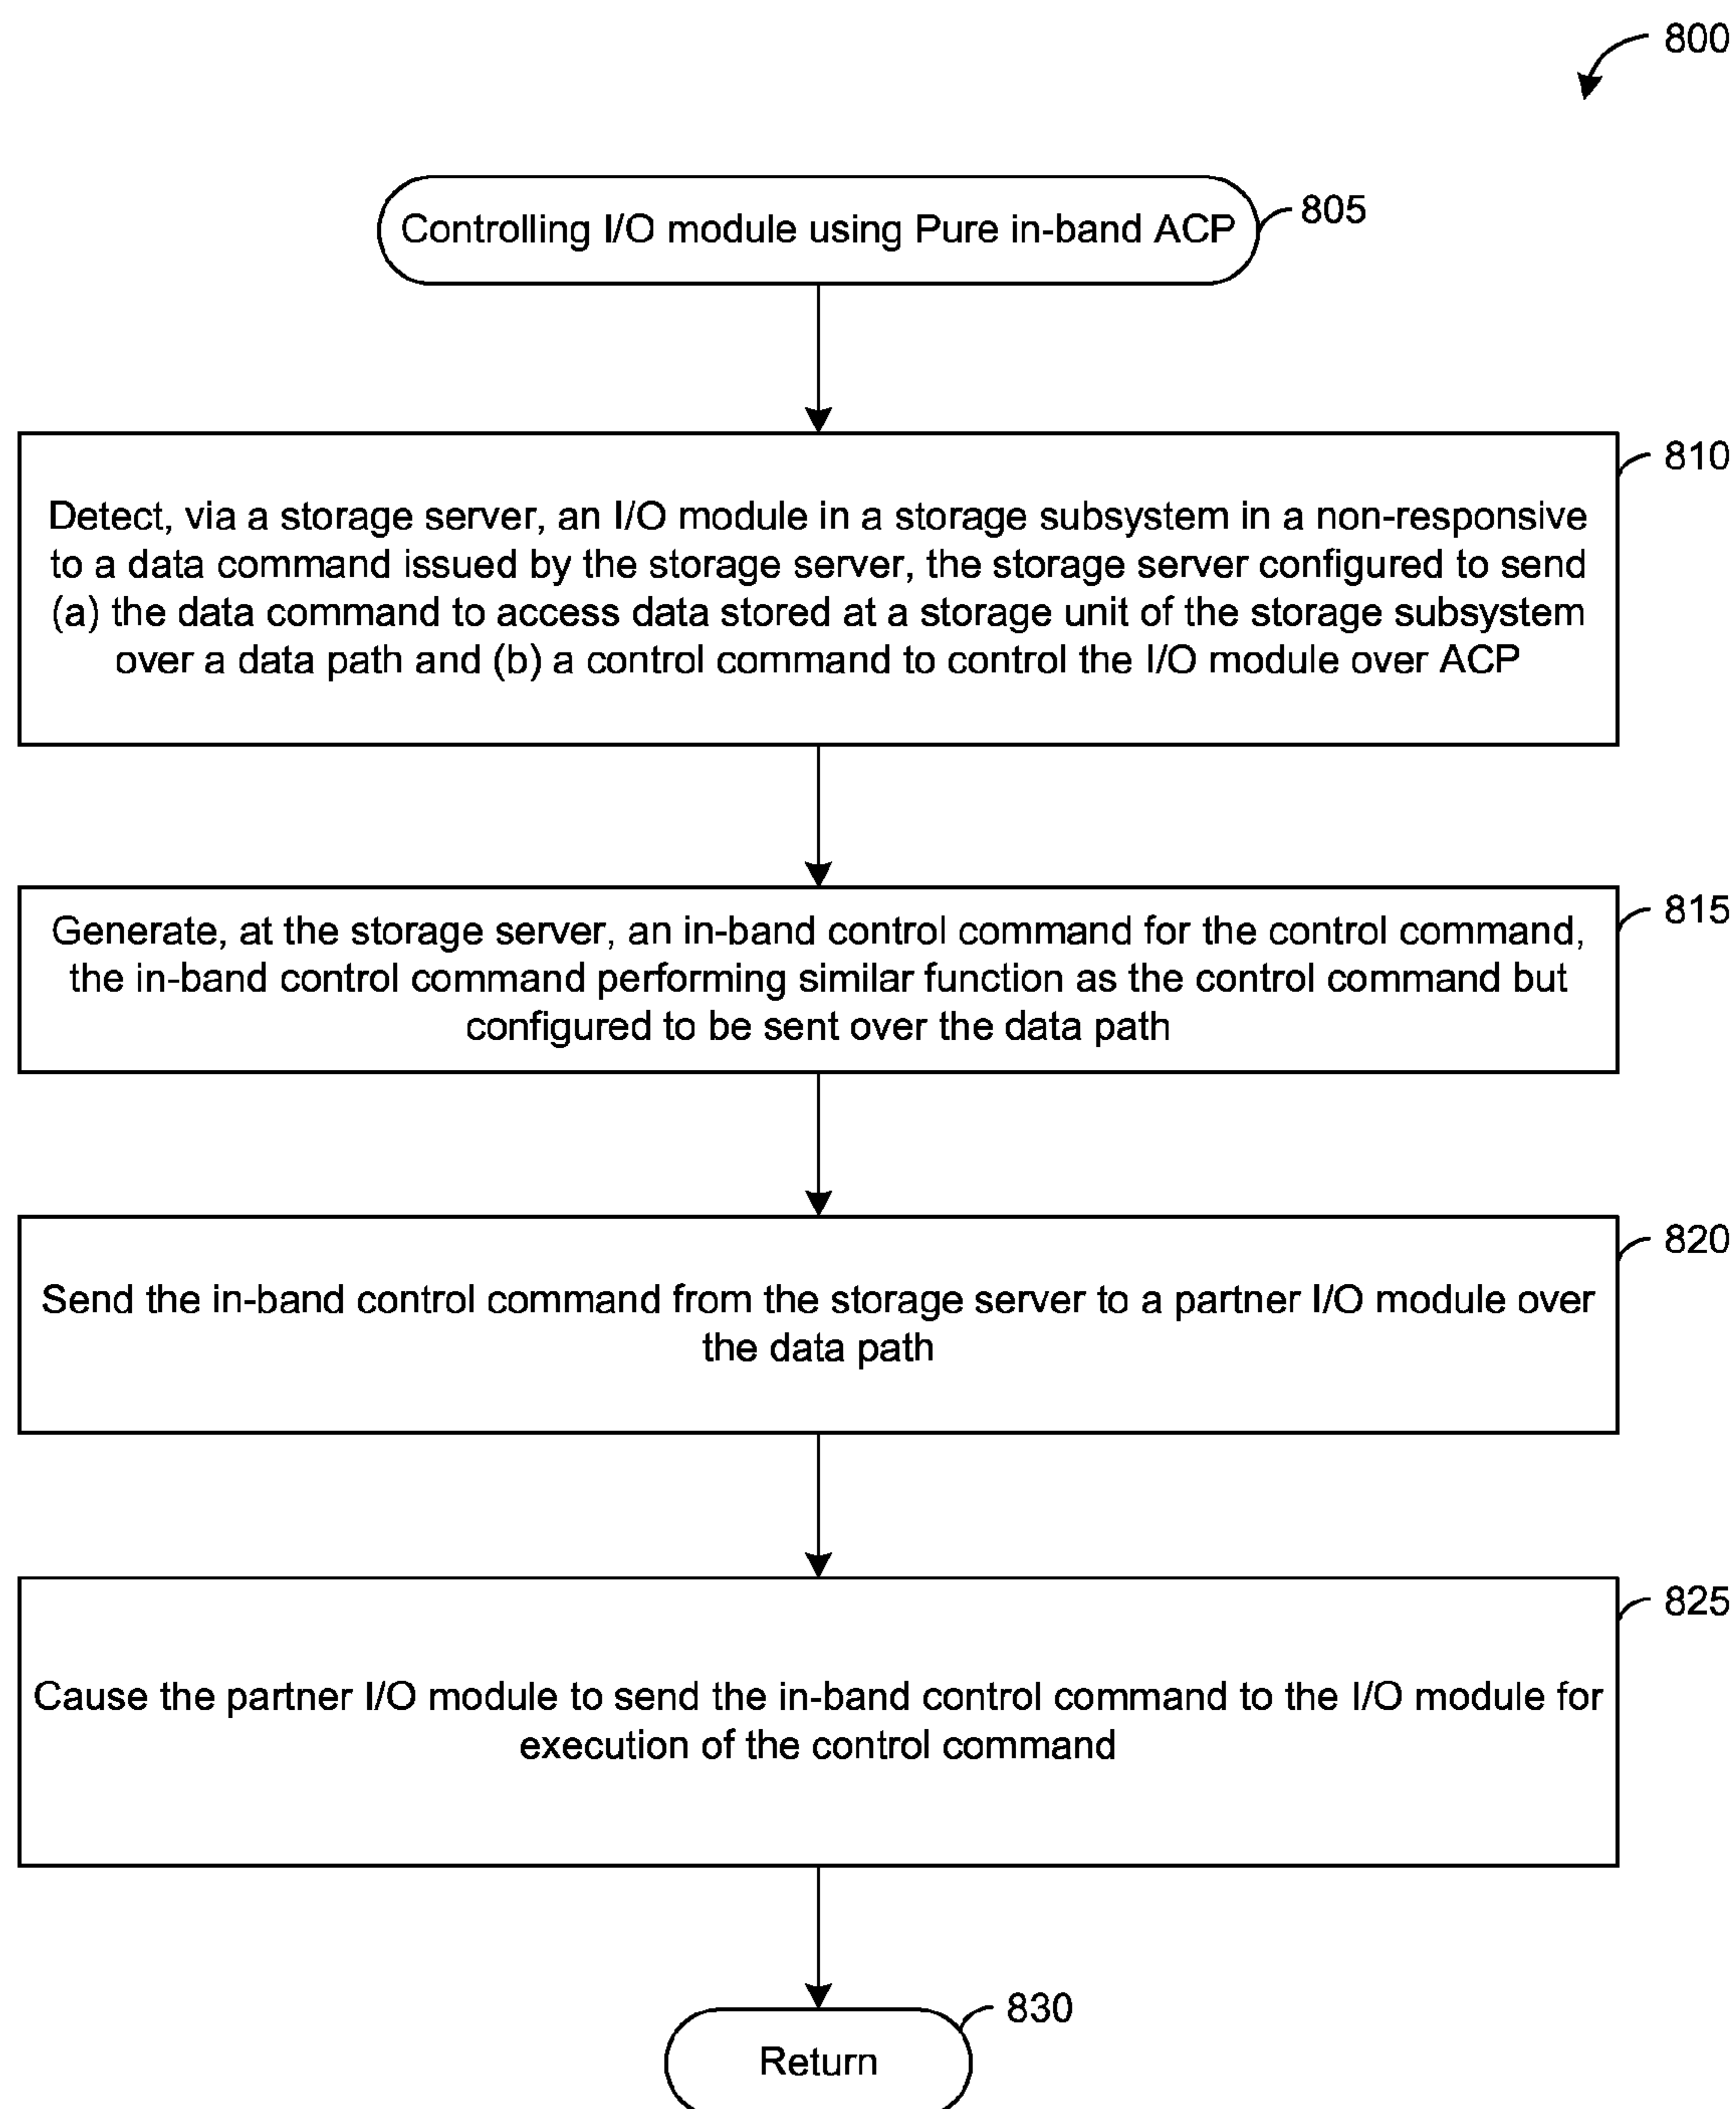 800
Controlling I/O module using Pure in-band ACP
805
810
Detect, via a storage server, an I/O module in a storage subsystem in a non-responsive
to a data command issued by the storage server, the storage server configured to send
(a) the data command to access data stored at a storage unit of the storage subsystem
over a data path and (b) a control command to control the I/O module over ACP
815
Generate, at the storage server, an in-band control command for the control command,
the in-band control command performing similar function as the control command but
configured to be sent over the data path
820
Send the in-band control command from the storage server to a partner I/O module over
the data path
825
Cause the partner I/O module to send the in-band control command to the I/O module for
execution of the control command
830
Return